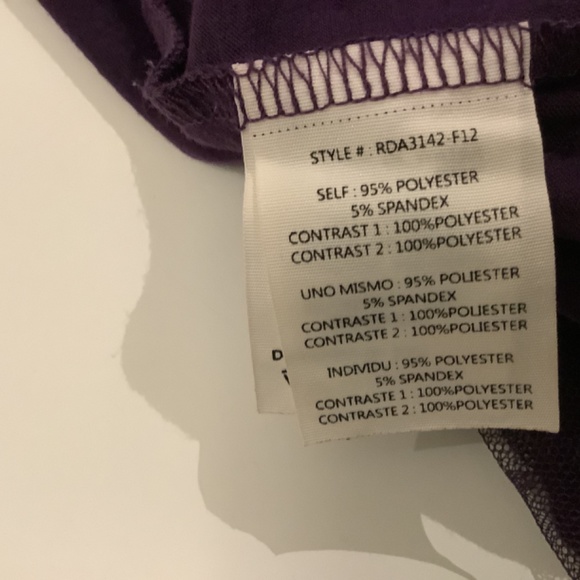 STYLE # : RDA3142-F12
SELF : 95% POLYESTER
5% SPANDEX
CONTRAST 1 : 100%POLYESTER
CONTRAST 2 : 100%POLYESTER
UNO MISMO : 95% POLIESTER
5% SPANDEX
CONTRASTE 1 : 100%POLIESTER
CONTRASTE 2 : 100%POLIESTER
INDIVIDU : 95% POLYESTER
5% SPANDEX
CONTRASTE 1 : 100%POLYESTER
CONTRASTE 2 : 100%POLYESTER